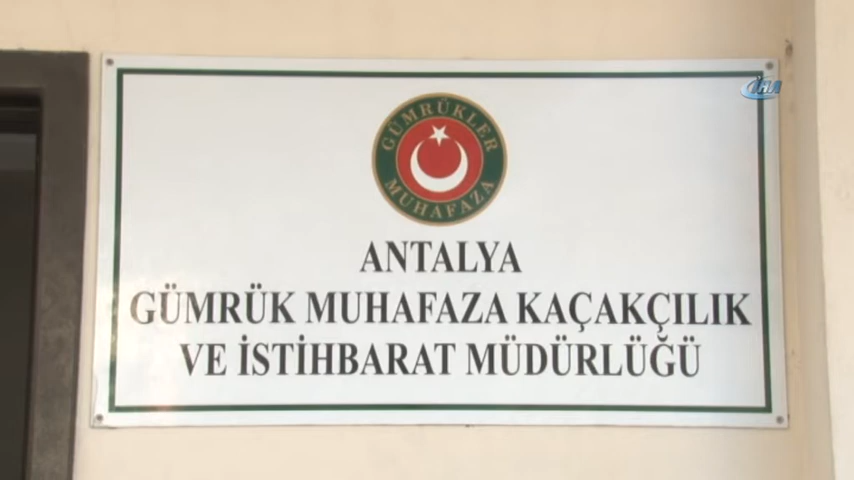 İHA
GÜMRÜKLER
MUHAFAZA
ANTALYA
GÜMRÜK MUHAFAZA KAÇAKÇILIK
VE İSTİHBARAT MÜDÜRLÜĞÜ